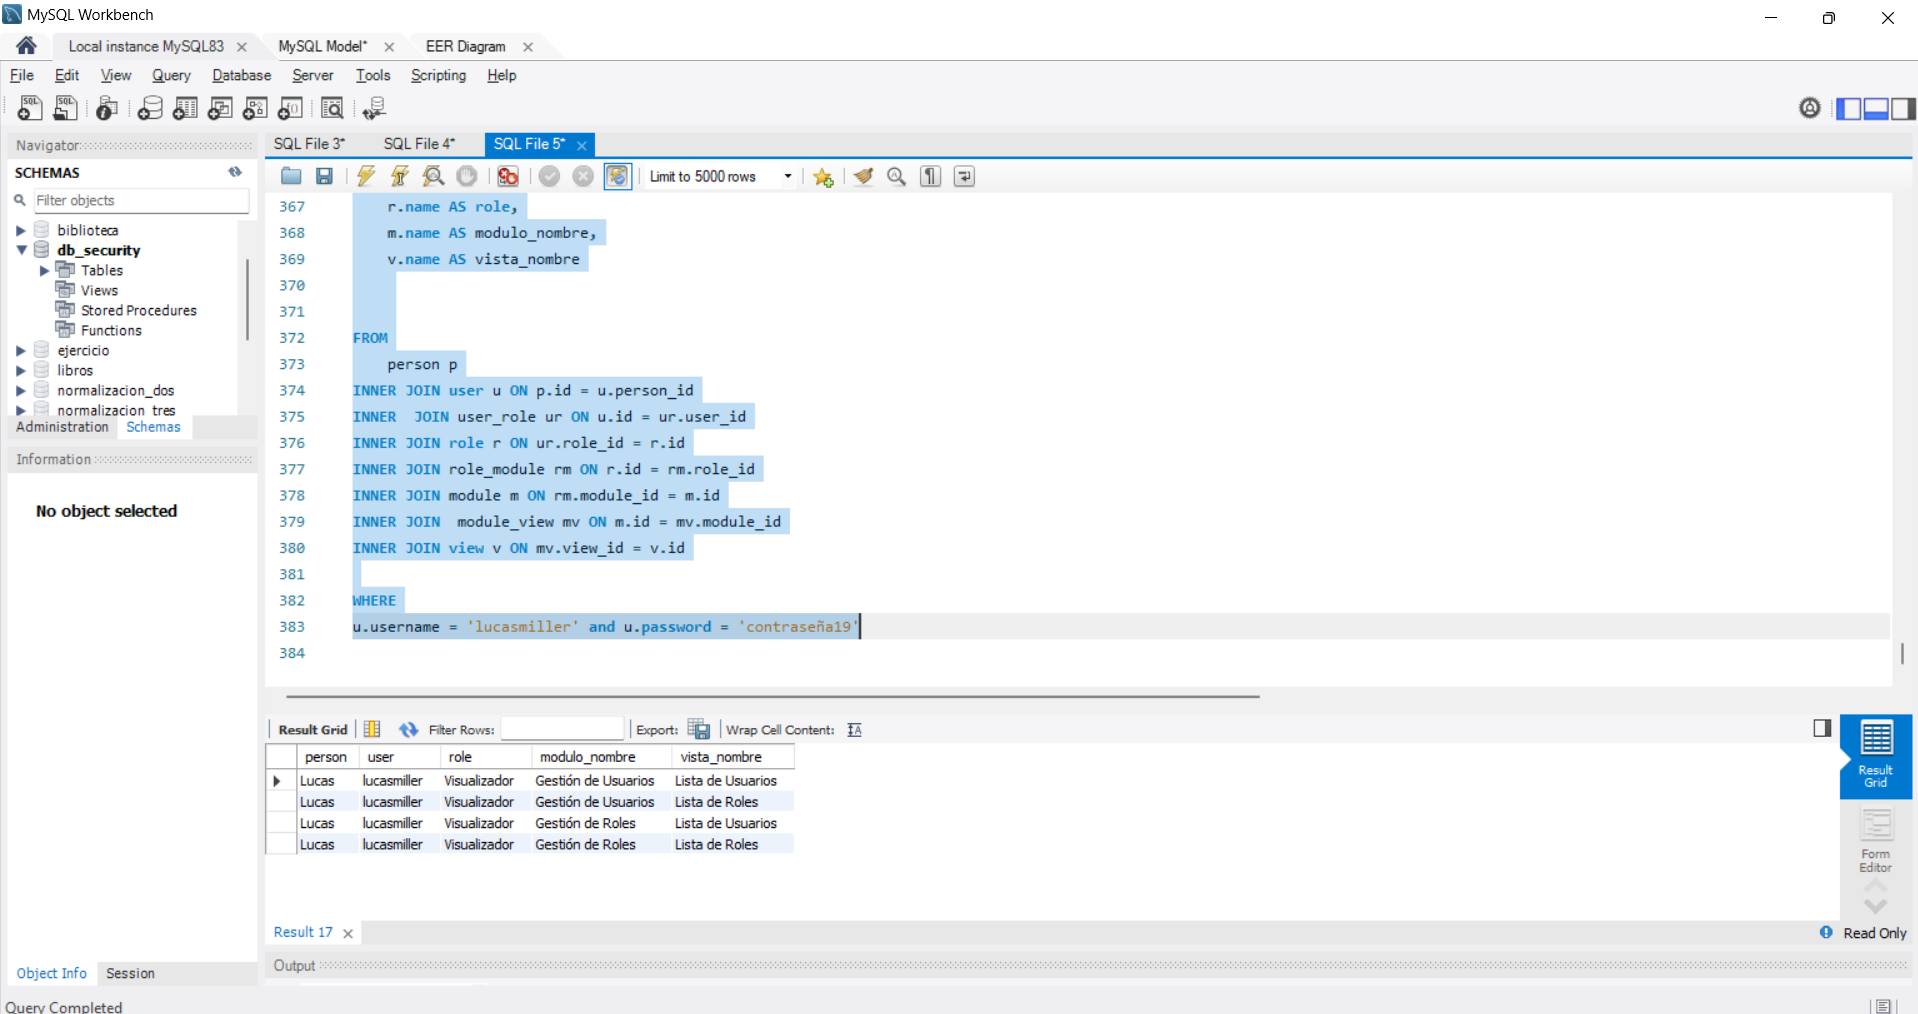 MySQL Workbench
Local instance MySQL83
MySQL Model*
EER Diagram
File Edit View Query Database Server Tools Scripting Help
Navigator
SCHEMAS
Filter objects
biblioteca
db_security
Tables
Views
Stored Procedures
Functions
ejercicio
libros
normalizacion_dos
normalizacion_tres
Administration Schemas
Information
No object selected
Object Info Session
SQL File 3* SQL File 4* SQL File 5*
Limit to 5000 rows
367 r.name AS role,
368 m.name AS modulo_nombre,
369 v.name AS vista_nombre
370
371
372 FROM
373 person p
374 INNER JOIN user u ON p.id = u.person_id
375 INNER  JOIN user_role ur ON u.id = ur.user_id
376 INNER JOIN role r ON ur.role_id = r.id
377 INNER JOIN role_module rm ON r.id = rm.role_id
378 INNER JOIN module m ON rm.module_id = m.id
379 INNER JOIN  module_view mv ON m.id = mv.module_id
380 INNER JOIN view v ON mv.view_id = v.id
381
382 WHERE
383 u.username = 'lucasmiller' and u.password = 'contraseña19'
384
Result Grid Filter Rows: Export: Wrap Cell Content:
person user role modulo_nombre vista_nombre
Lucas lucasmiller Visualizador Gestión de Usuarios Lista de Usuarios
Lucas lucasmiller Visualizador Gestión de Usuarios Lista de Roles
Lucas lucasmiller Visualizador Gestión de Roles Lista de Usuarios
Lucas lucasmiller Visualizador Gestión de Roles Lista de Roles
Result
Grid
Form
Editor
Result 17
Read Only
Output
Query Completed